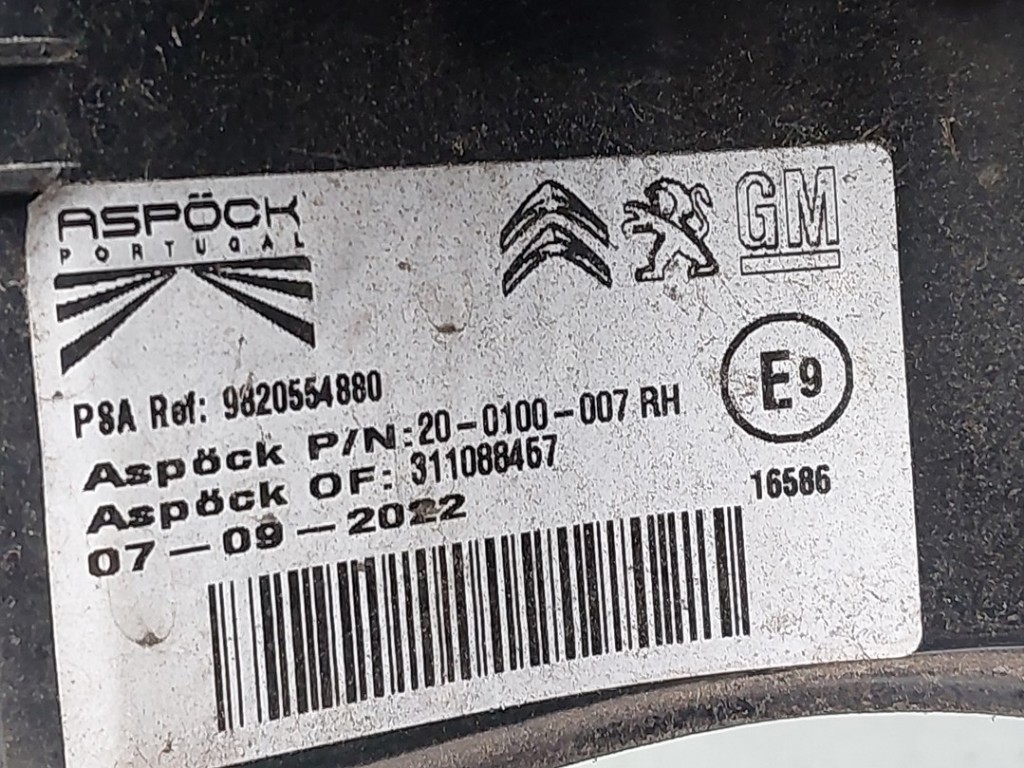 ASPÖCK
PORTUGAL
GM
E9
PSA Ref: 9820554880
Aspöck P/N:20-0100-007 RH
Aspöck OF: 311088457
16586
07-09-2022